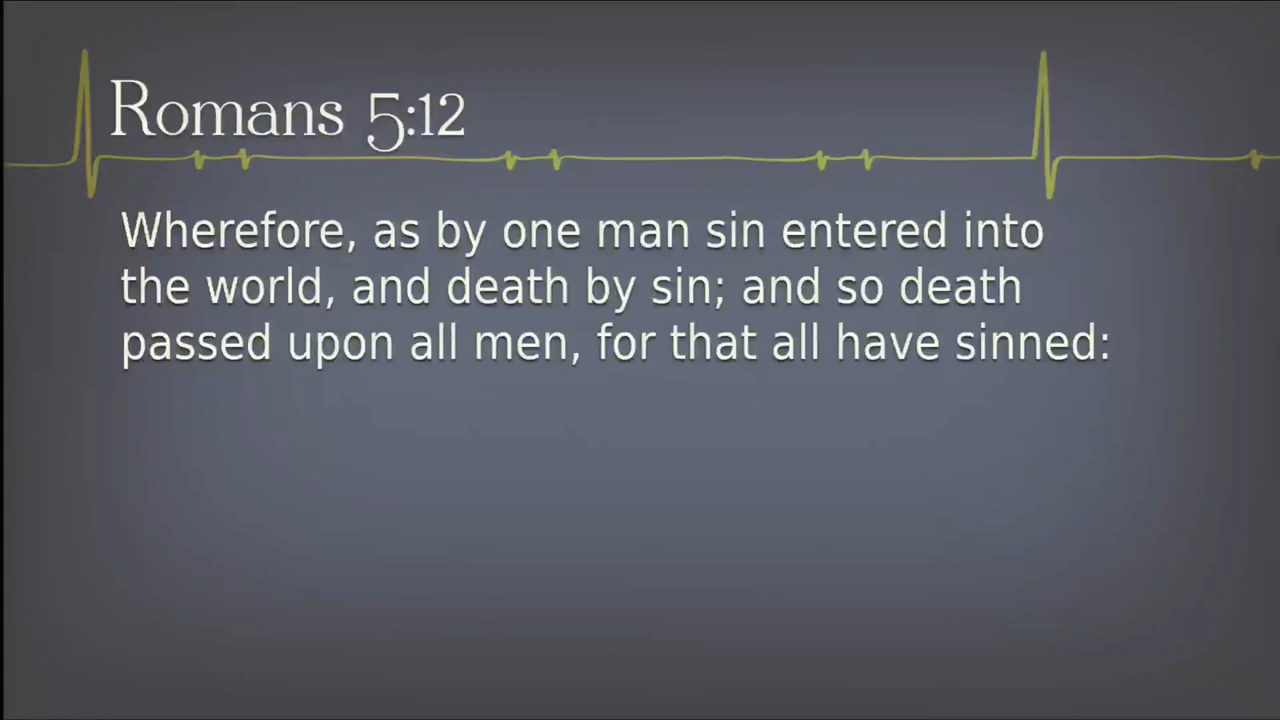 Romans 5:12
Wherefore, as by one man sin entered into
the world, and death by sin; and so death
passed upon all men, for that all have sinned: